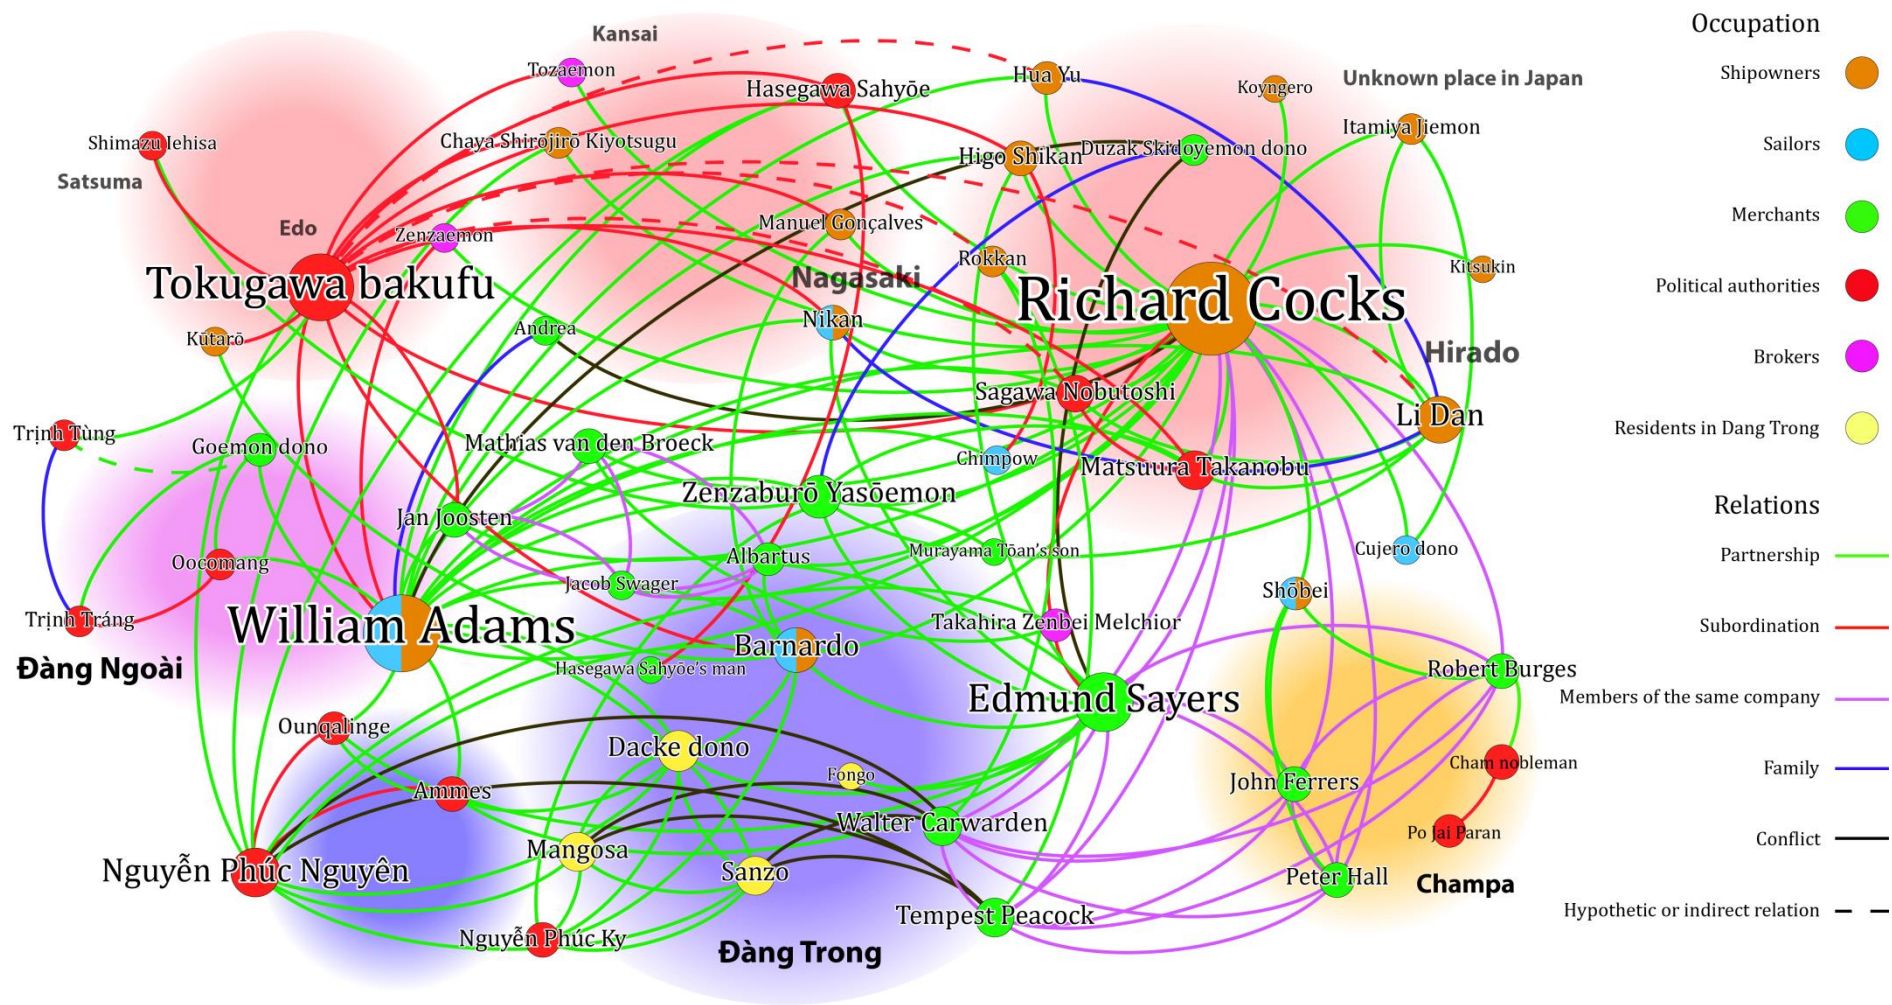 Occupation
Shipowners
Sailors
Merchants
Political authorities
Brokers
Residents in Dang Trong
Relations
Partnership
Subordination
Members of the same company
Family
Conflict
Hypothetic or indirect relation
Kansai
Tozaemon
Hasegawa Sahyōe
Hua Yu
Koyngero
Unknown place in Japan
Itamiya Jiemon
Shimazu Iehisa
Chaya Shirōjirō Kiyotsugu
Higo Shikan
Duzak Skidoyemon dono
Satsuma
Edo
Zenzaemon
Manuel Gonçalves
Rokkan
Kitsukin
Tokugawa bakufu
Nagasaki
Richard Cocks
Kūtarō
Andrea
Nikan
Hirado
Sagawa Nobutoshi
Li Dan
Trịnh Tùng
Goemon dono
Mathias van den Broeck
Chimpow
Matsuura Takanobu
Zenzaburō Yasōemon
Jan Joosten
Oocomang
Jacob Swager
Albartus
Murayama Tōan's son
Cujero dono
Shōbei
Trịnh Tráng
William Adams
Takahira Zenbei Melchior
Barnardo
Đàng Ngoài
Hasegawa Sahyōe's man
Robert Burges
Edmund Sayers
Ounqalinge
Dacke dono
Fongo
Cham nobleman
Ammes
John Ferrers
Walter Carwarden
Po Jai Paran
Mangosa
Nguyễn Phúc Nguyên
Sanzo
Peter Hall
Champa
Tempest Peacock
Nguyễn Phúc Ky
Đàng Trong